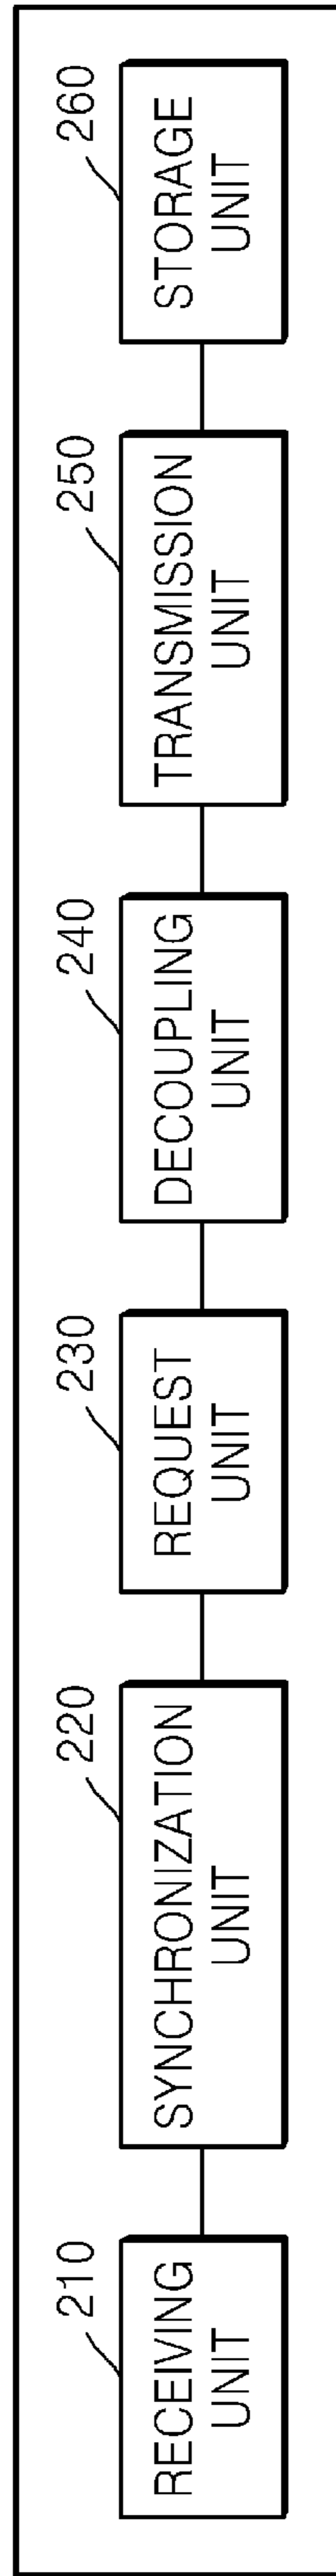 210
RECEIVING
UNIT
220
SYNCHRONIZATION
UNIT
230
REQUEST
UNIT
240
DECOUPLING
UNIT
250
TRANSMISSION
UNIT
260
STORAGE
UNIT